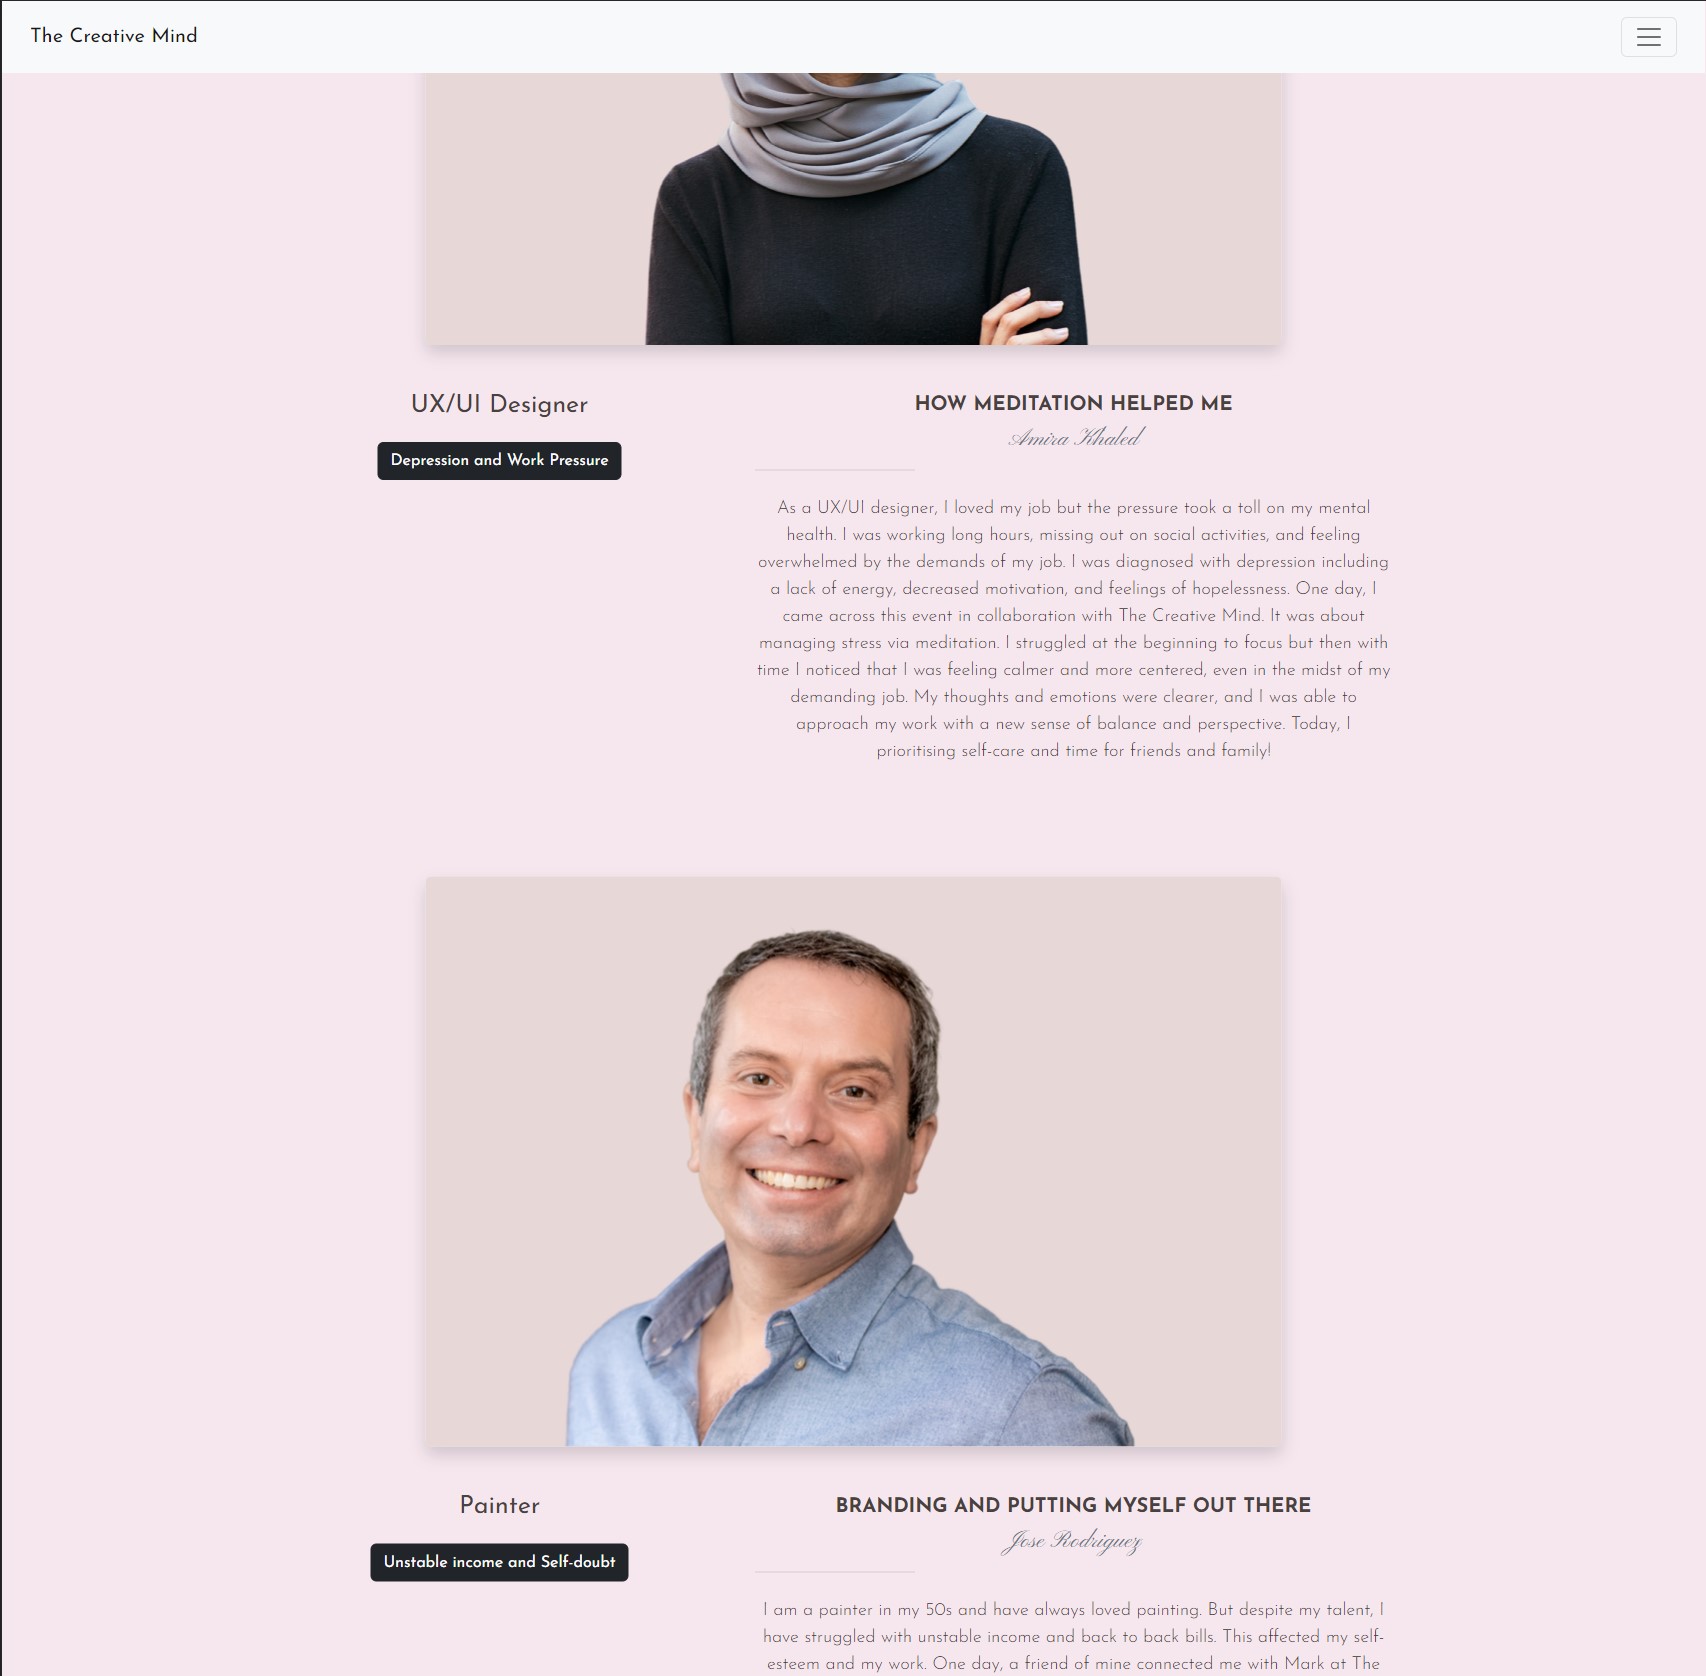 The Creative Mind
UX/UI Designer
Depression and Work Pressure
HOW MEDITATION HELPED ME
Amira Khaled
As a UX/UI designer, I loved my job but the pressure took a toll on my mental
health. I was working long hours, missing out on social activities, and feeling
overwhelmed by the demands of my job. I was diagnosed with depression including
a lack of energy, decreased motivation, and feelings of hopelessness. One day, I
came across this event in collaboration with The Creative Mind. It was about
managing stress via meditation. I struggled at the beginning to focus but then with
time I noticed that I was feeling calmer and more centered, even in the midst of my
demanding job. My thoughts and emotions were clearer, and I was able to
approach my work with a new sense of balance and perspective. Today, I
prioritising self-care and time for friends and family!
Painter
Unstable income and Self-doubt
BRANDING AND PUTTING MYSELF OUT THERE
Jose Rodriguez
I am a painter in my 50s and have always loved painting. But despite my talent, I
have struggled with unstable income and back to back bills. This affected my self-
esteem and my work. One day, a friend of mine connected me with Mark at The